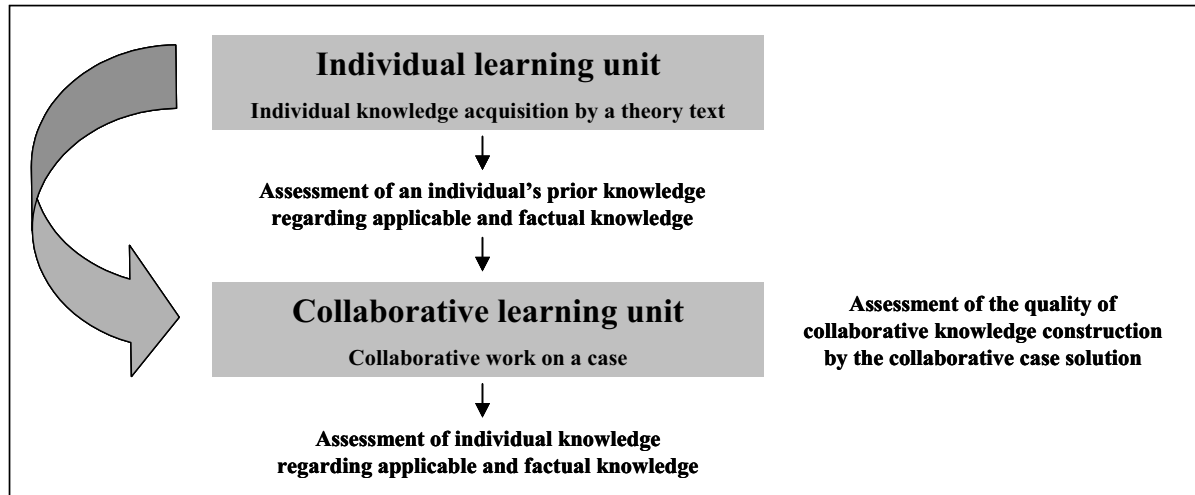 Individual learning unit
Individual knowledge acquisition by a theory text
Assessment of an individual's prior knowledge
regarding applicable and factual knowledge
Collaborative learning unit
Collaborative work on a case
Assessment of the quality of
collaborative knowledge construction
by the collaborative case solution
Assessment of individual knowledge
regarding applicable and factual knowledge